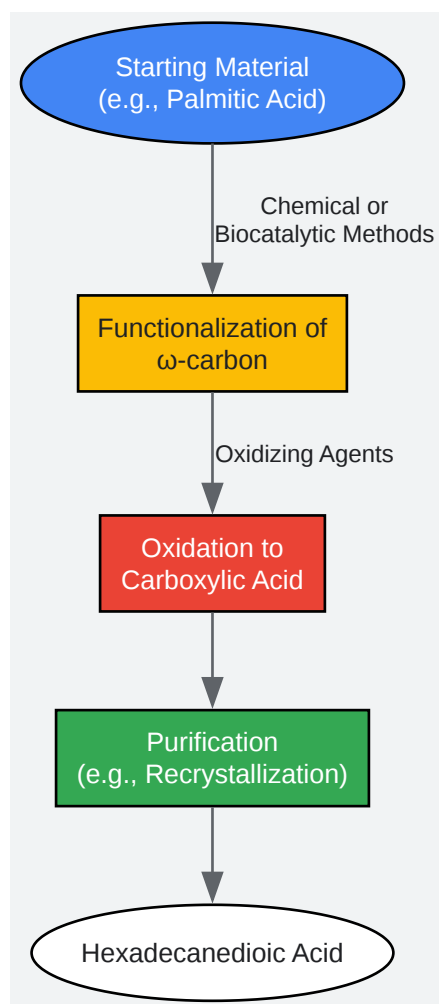 Starting Material
(e.g., Palmitic Acid)
Chemical or
Biocatalytic Methods
Functionalization of
ω-carbon
Oxidizing Agents
Oxidation to
Carboxylic Acid
Purification
(e.g., Recrystallization)
Hexadecanedioic Acid